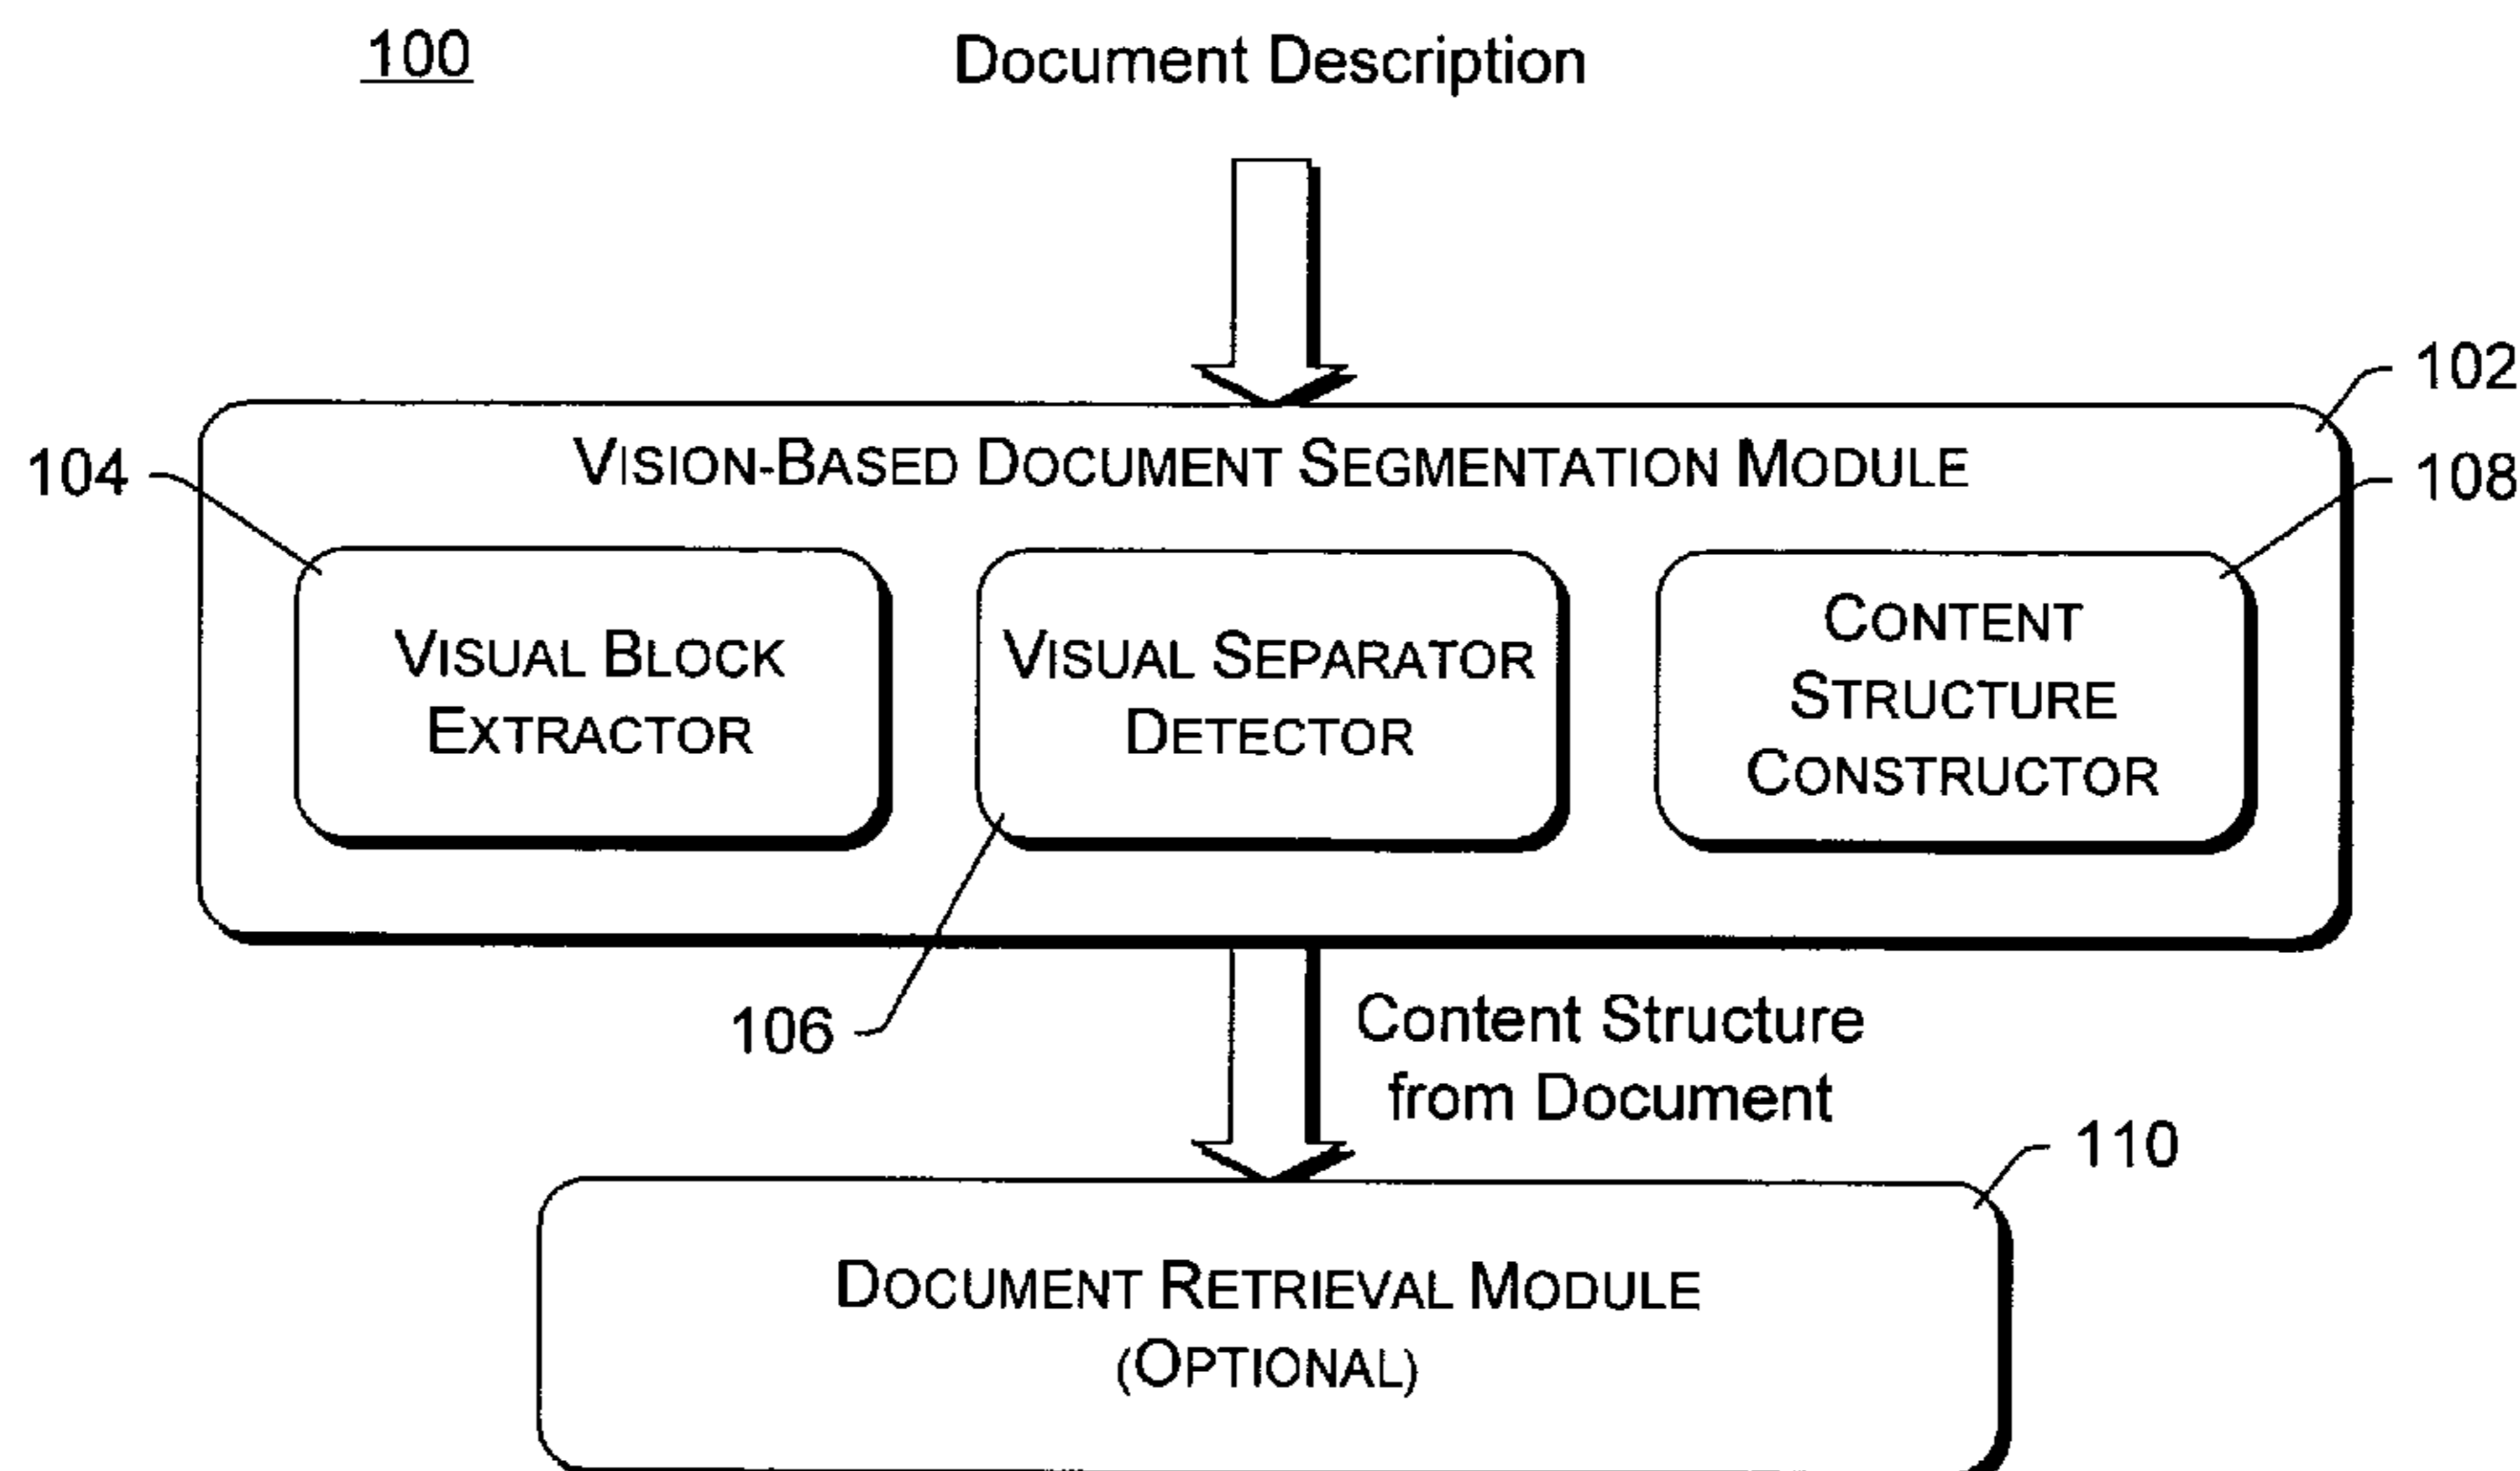 100
Document Description
102
VISION-BASED DOCUMENT SEGMENTATION MODULE
104
108
VISUAL BLOCK
EXTRACTOR
VISUAL SEPARATOR
DETECTOR
CONTENT
STRUCTURE
CONSTRUCTOR
106
Content Structure
from Document
110
DOCUMENT RETRIEVAL MODULE
(OPTIONAL)